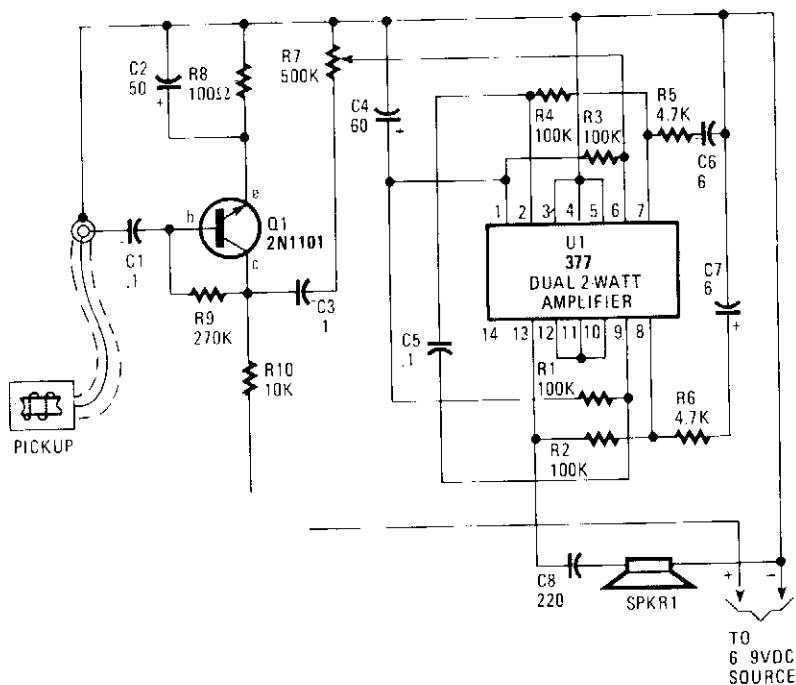 C2
50
+
R8
100Ω
R7
500K
C4
60
+
R4
100K
R3
100K
R5
4.7K
C6
6
e
b
c
Q1
2N1101
C1
.1
R9
270K
C3
1
R10
10K
PICKUP
1 2 3 4 5 6 7
U1
377
DUAL 2-WATT
AMPLIFIER
14 13 12 11 10 9 8
C7
6
+
C5
.1
R1
100K
R2
100K
R6
4.7K
C8
220
SPKR1
+ -
TO
6 9VDC
SOURCE